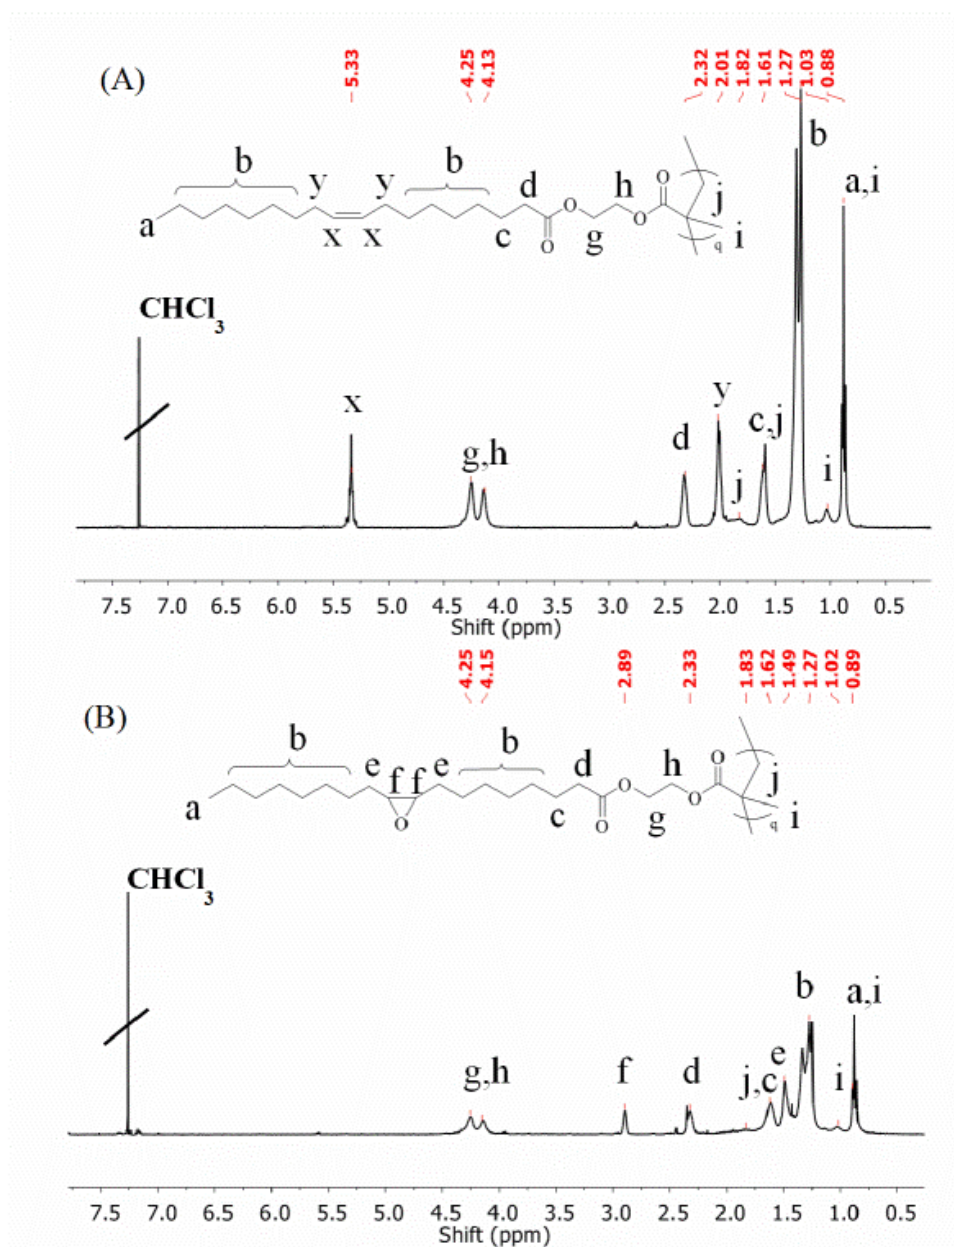 (A)
5.33 4.25 4.13 2.32 2.01 1.82 1.61 1.27 1.03 0.88
b y y b d h O j
a x x c O O g O i q
b
a,i
CHCl3
x
y
c,j
d
g,h
j
i
7.5 7.0 6.5 6.0 5.5 5.0 4.5 4.0 3.5 3.0 2.5 2.0 1.5 1.0 0.5
Shift (ppm)
4.25 4.15 2.89 2.33 1.83 1.62 1.49 1.27 1.02 0.89
(B)
b e f f e b d h O j
a O c O O g O i q
CHCl3
b
a,i
e
g,h f d j,c i
7.5 7.0 6.5 6.0 5.5 5.0 4.5 4.0 3.5 3.0 2.5 2.0 1.5 1.0 0.5
Shift (ppm)